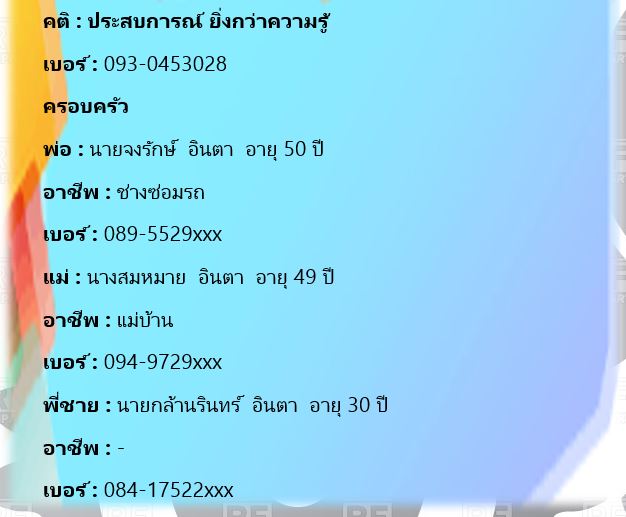 คติ : ประสบการณ์ ยิ่งกว่าความรู้
เบอร์ : 093-0453028
ครอบครัว
พ่อ : นายจงรักษ์ อินตา อายุ 50 ปี
อาชีพ : ช่างซ่อมรถ
เบอร์ : 089-5529xxx
แม่ : นางสมหมาย อินตา อายุ 49 ปี
อาชีพ : แม่บ้าน
เบอร์ : 094-9729xxx
พี่ชาย : นายกล้านรินทร์ อินตา อายุ 30 ปี
อาชีพ : -
เบอร์ : 084-17522xxx